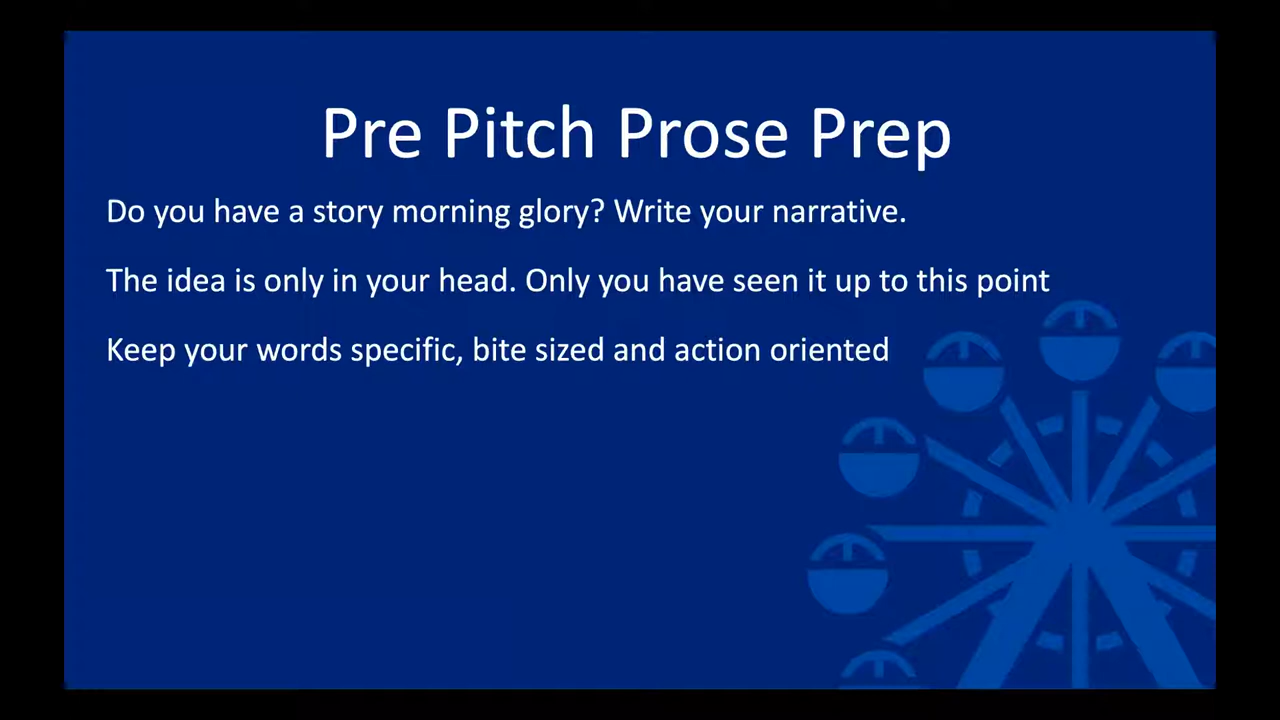 Pre Pitch Prose Prep
Do you have a story morning glory? Write your narrative.
The idea is only in your head. Only you have seen it up to this point
Keep your words specific, bite sized and action oriented